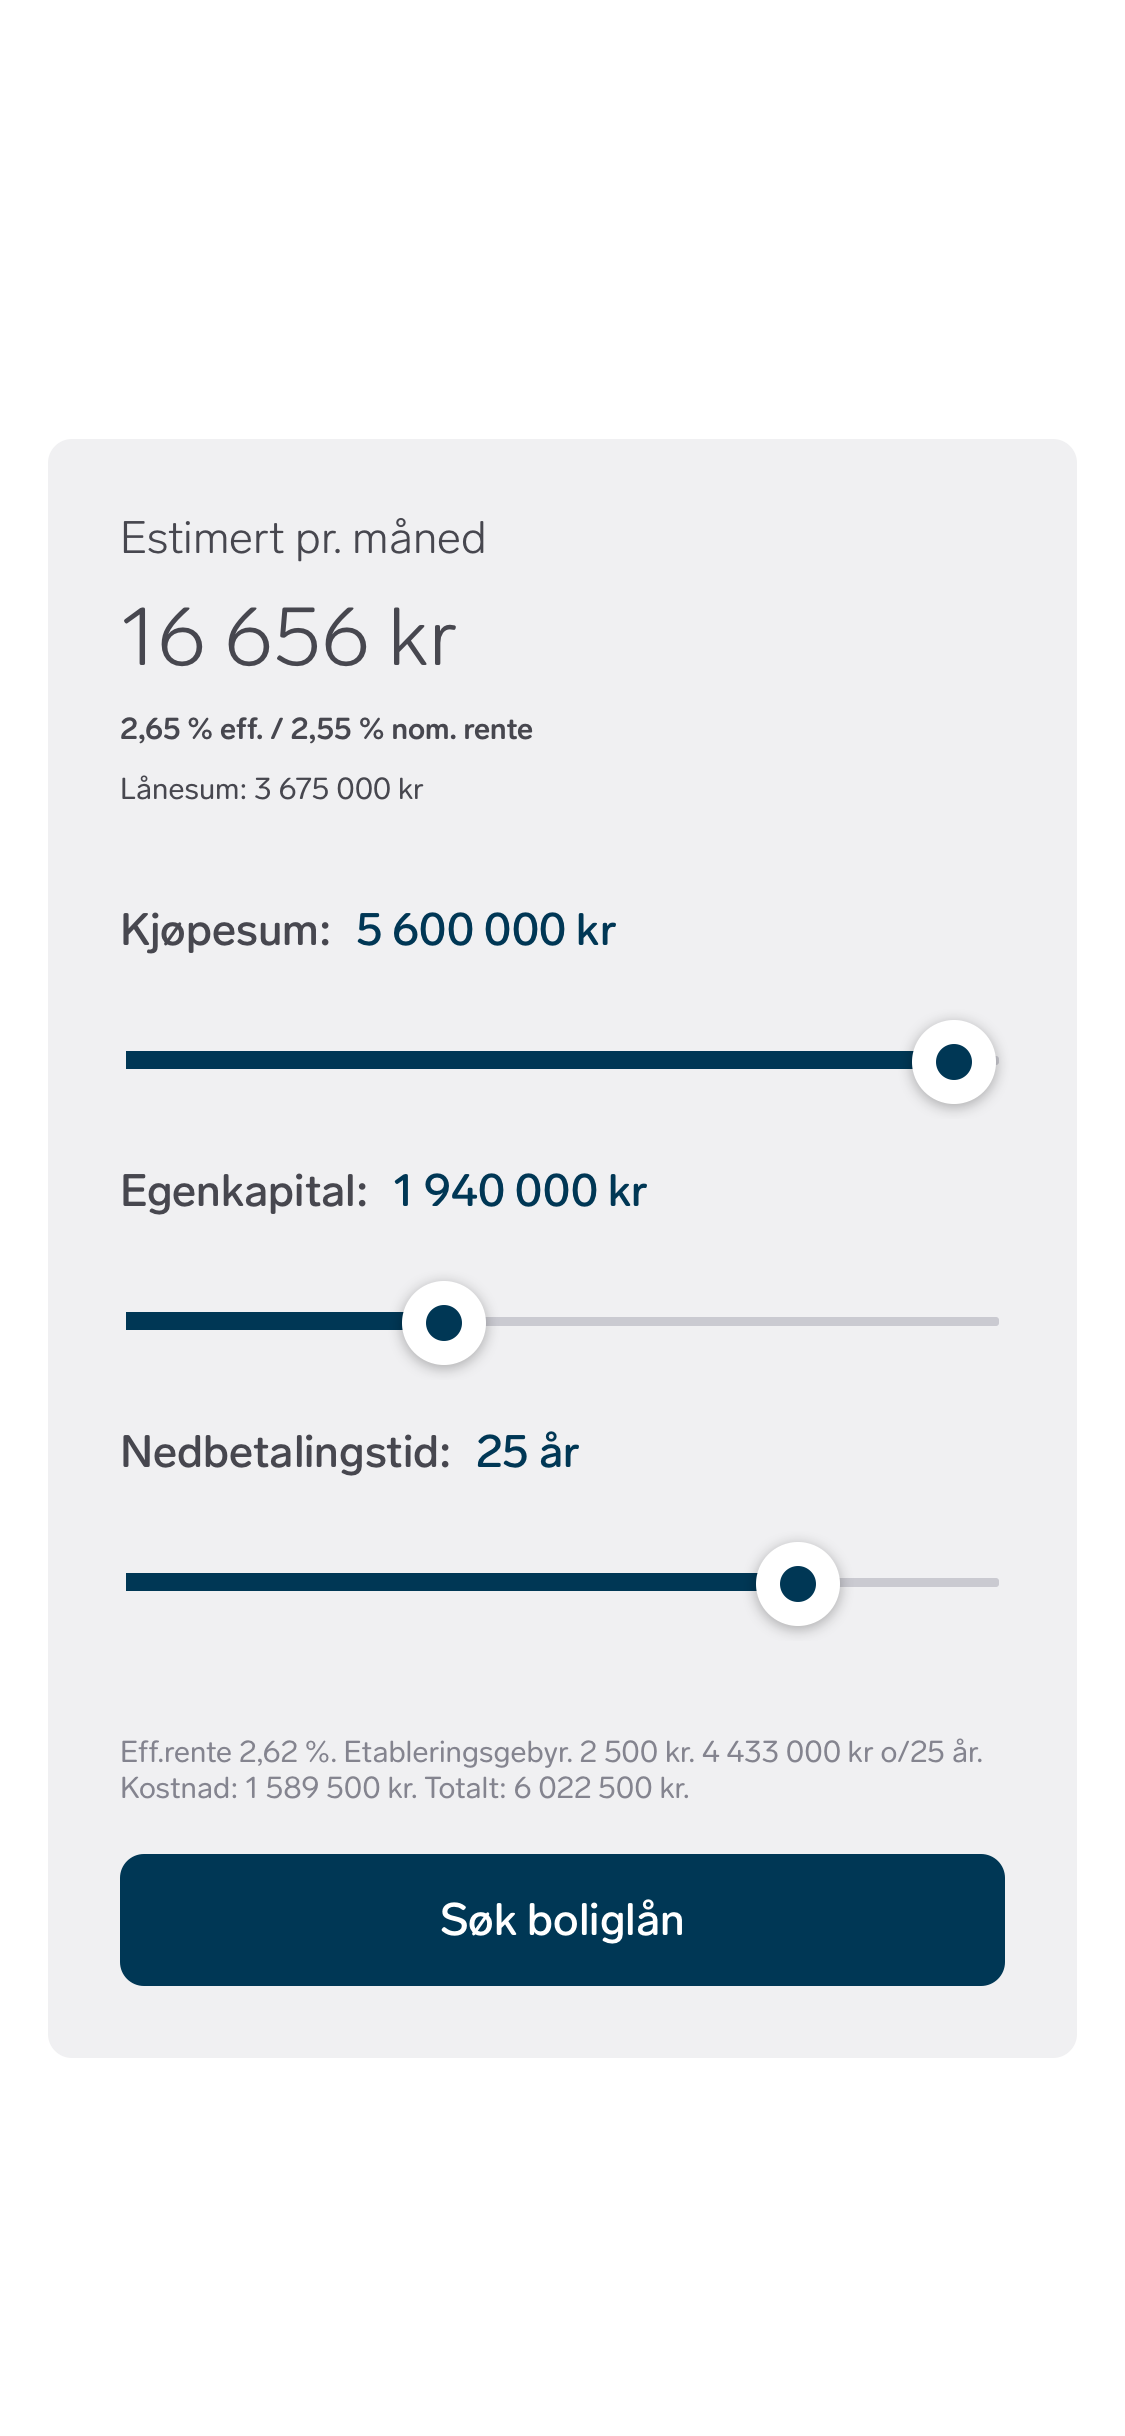 Estimert pr. måned
16 656 kr
2,65 % eff. / 2,55 % nom. rente
Lånesum: 3 675 000 kr
Kjøpesum: 5 600 000 kr
Egenkapital: 1 940 000 kr
Nedbetalingstid: 25 år
Eff.rente 2,62 %. Etableringsgebyr. 2 500 kr. 4 433 000 kr o/25 år.
Kostnad: 1 589 500 kr. Totalt: 6 022 500 kr.
Søk boliglån